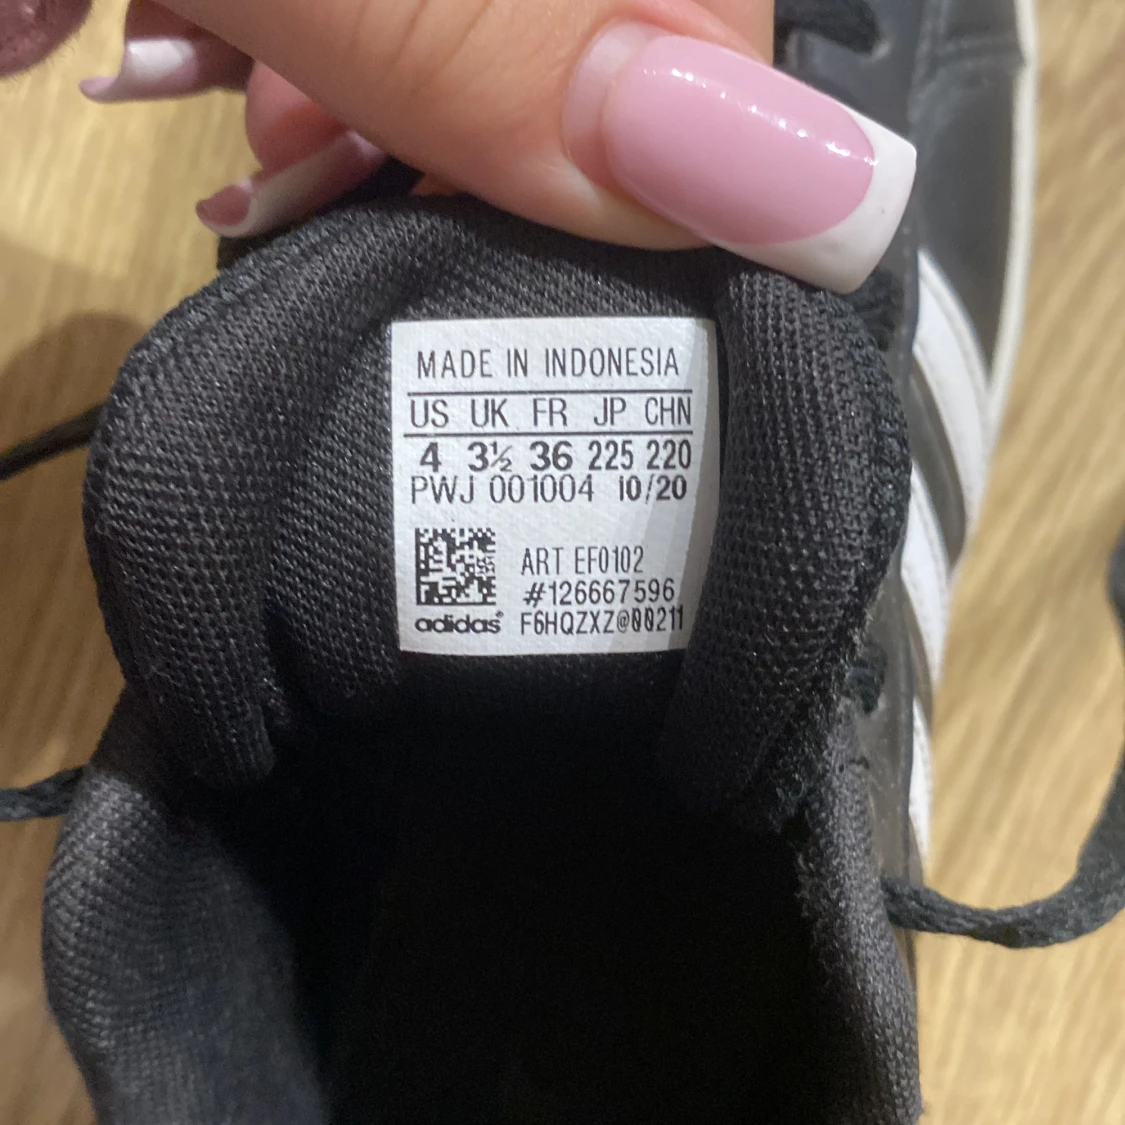 MADE IN INDONESIA
US UK FR JP CHN
4 3½ 36 225 220
PWJ 001004 10/20
ART EF0102
#126667596
adidas® F6HQZXZ@00211